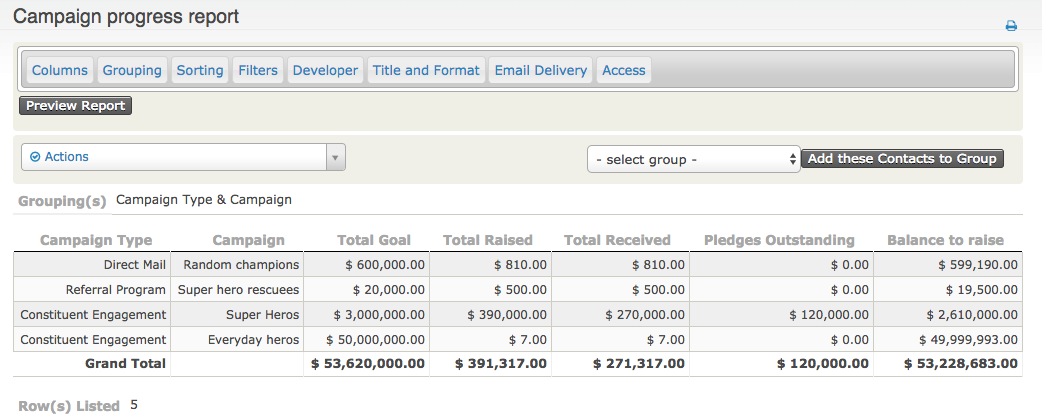 Campaign progress report
Columns Grouping Sorting Filters Developer Title and Format Email Delivery Access
Preview Report
Actions - select group - Add these Contacts to Group
Grouping(s) Campaign Type & Campaign
Campaign Type Campaign Total Goal Total Raised Total Received Pledges Outstanding Balance to raise
Direct Mail Random champions $ 600,000.00 $ 810.00 $ 810.00 $ 0.00 $ 599,190.00
Referral Program Super hero rescuees $ 20,000.00 $ 500.00 $ 500.00 $ 0.00 $ 19,500.00
Constituent Engagement Super Heros $ 3,000,000.00 $ 390,000.00 $ 270,000.00 $ 120,000.00 $ 2,610,000.00
Constituent Engagement Everyday heros $ 50,000,000.00 $ 7.00 $ 7.00 $ 0.00 $ 49,999,993.00
Grand Total $ 53,620,000.00 $ 391,317.00 $ 271,317.00 $ 120,000.00 $ 53,228,683.00
Row(s) Listed 5